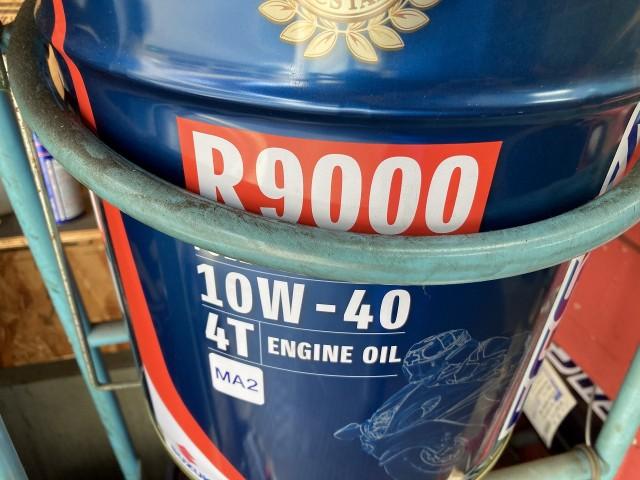 R9000
10W-40
4T ENGINE OIL
MA2